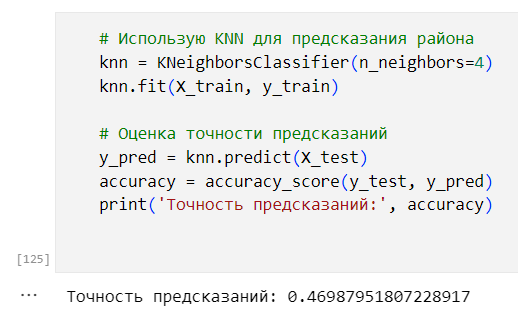 # Использую KNN для предсказания района
knn = KNeighborsClassifier(n_neighbors=4)
knn.fit(X_train, y_train)
# Оценка точности предсказаний
y_pred = knn.predict(X_test)
accuracy = accuracy_score(y_test, y_pred)
print('Точность предсказаний:', accuracy)
[125]
... Точность предсказаний: 0.46987951807228917